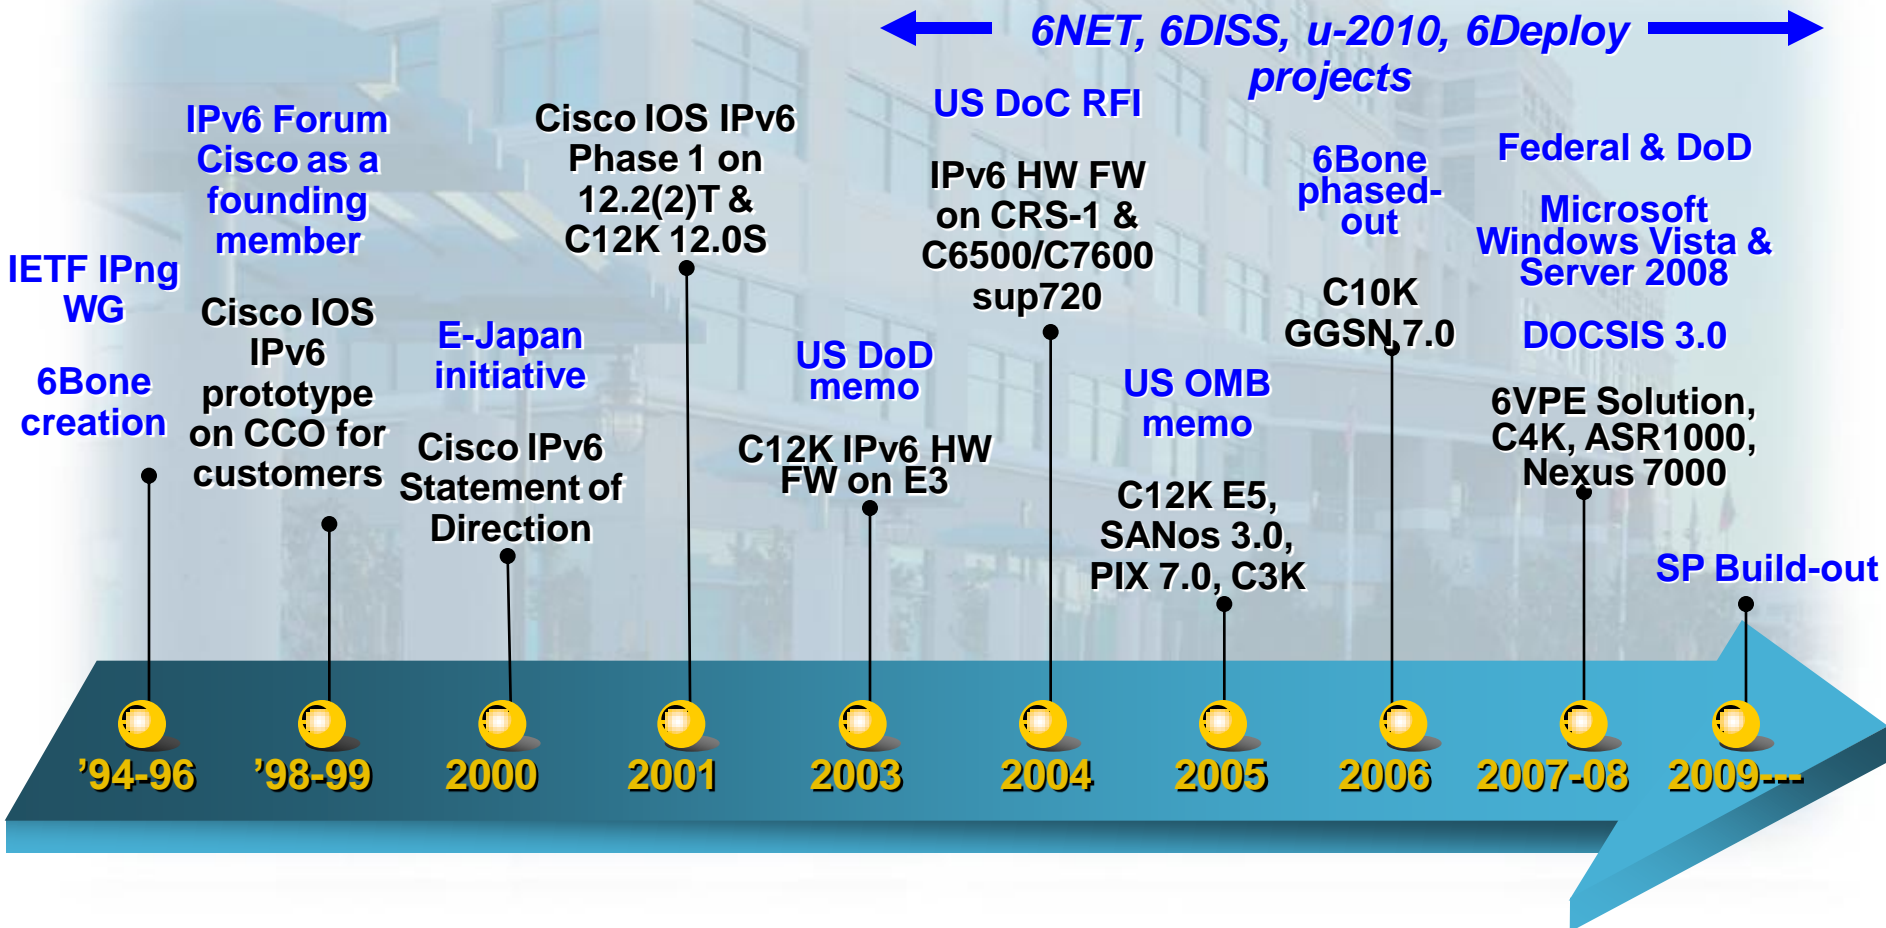 6NET, 6DISS, u-2010, 6Deploy
projects
IETF IPng
WG
6Bone
creation
IPv6 Forum
Cisco as a
founding
member
Cisco IOS
IPv6
prototype
on CCO for
customers
E-Japan
initiative
Cisco IPv6
Statement of
Direction
Cisco IOS IPv6
Phase 1 on
12.2(2)T &
C12K 12.0S
US DoD
memo
C12K IPv6 HW
FW on E3
US DoC RFI
IPv6 HW FW
on CRS-1 &
C6500/C7600
sup720
US OMB
memo
C12K E5,
SANos 3.0,
PIX 7.0, C3K
6Bone
phased-
out
C10K
GGSN 7.0
Federal & DoD
Microsoft
Windows Vista &
Server 2008
DOCSIS 3.0
6VPE Solution,
C4K, ASR1000,
Nexus 7000
SP Build-out
’94-96
’98-99
2000
2001
2003
2004
2005
2006
2007-08
2009---